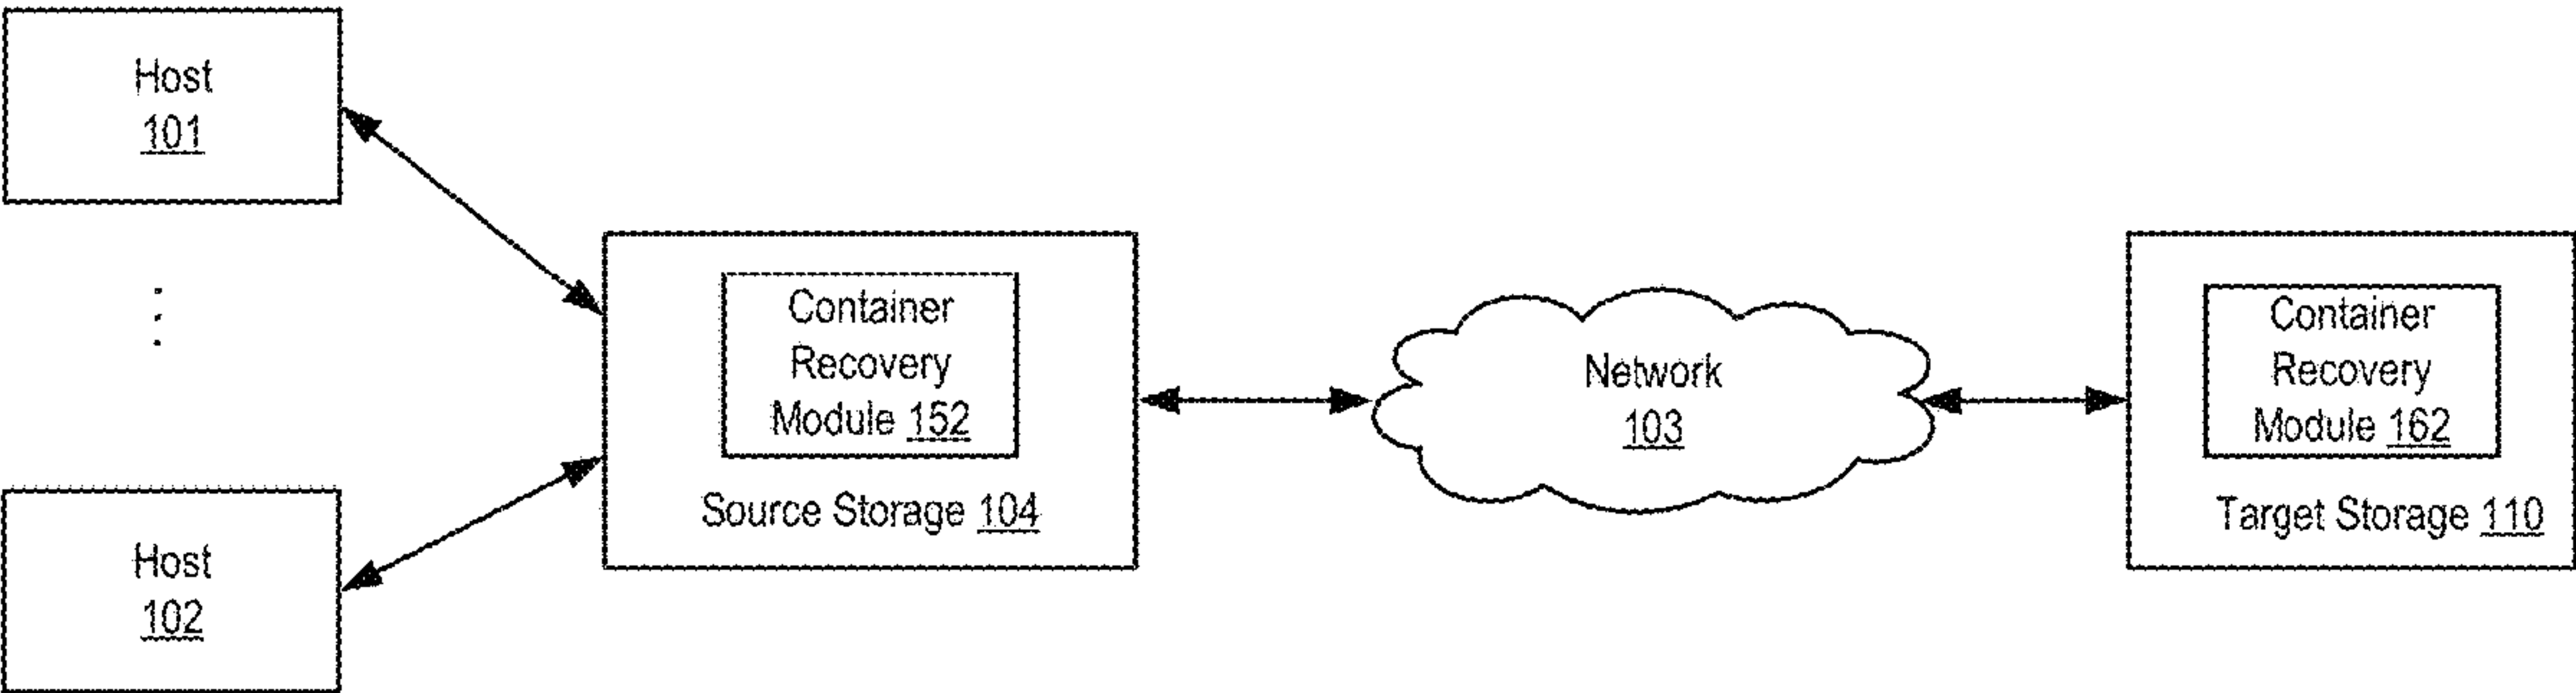 Host
101
Host
102
Container
Recovery
Module 152
Source Storage 104
Network
103
Container
Recovery
Module 162
Target Storage 110